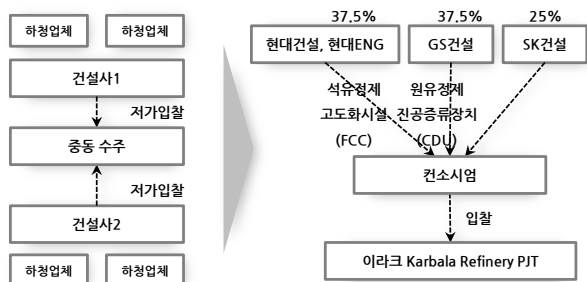 하청업체 하청업체
건설사1
저가입찰
중동 수주
저가입찰
건설사2
하청업체 하청업체
37.5% 37.5% 25%
현대건설, 현대ENG GS건설 SK건설
석유정제 원유정제
고도화시설 진공증류장치
(FCC) (CDU)
컨소시엄
입찰
이라크 Karbala Refinery PJT